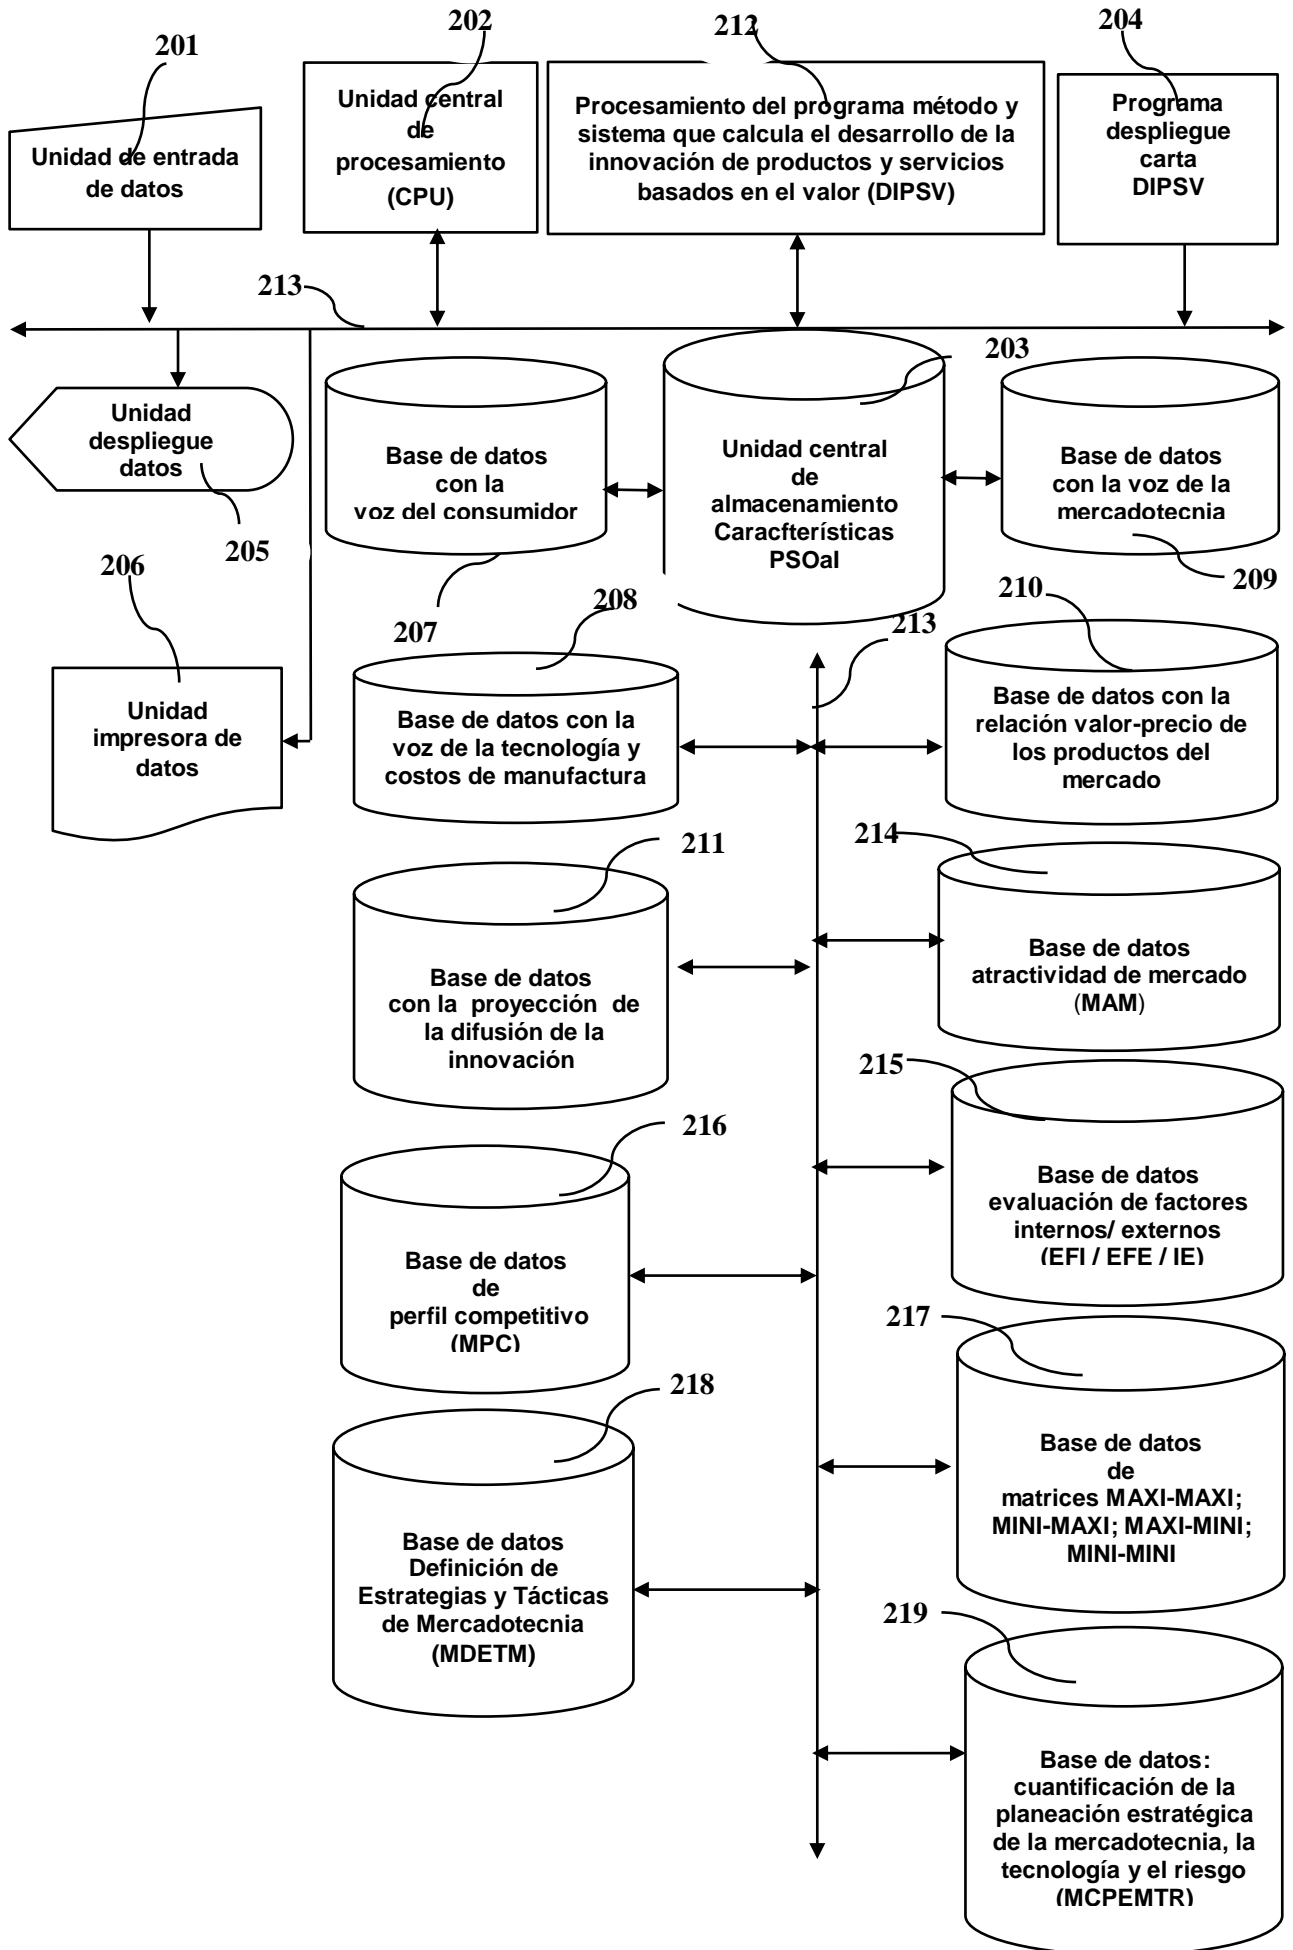 201
202
212
204
Unidad de entrada
de datos
Unidad central
de
procesamiento
(CPU)
Procesamiento del programa método y
sistema que calcula el desarrollo de la
innovación de productos y servicios
basados en el valor (DIPSV)
Programa
despliegue
carta
DIPSV
213
203
Unidad
despliegue
datos
205
Base de datos
con la
voz del consumidor
207
Unidad central
de
almacenamiento
Caracfterísticas
PSOal
Base de datos
con la voz de la
mercadotecnia
209
206
Unidad
impresora de
datos
208
Base de datos con la
voz de la tecnología y
costos de manufactura
213
210
Base de datos con la
relación valor-precio de
los productos del
mercado
211
Base de datos
con la proyección de
la difusión de la
innovación
214
Base de datos
atractividad de mercado
(MAM)
215
Base de datos
evaluación de factores
internos/ externos
(EFI / EFE / IE)
216
Base de datos
de
perfil competitivo
(MPC)
217
Base de datos
de
matrices MAXI-MAXI;
MINI-MAXI; MAXI-MINI;
MINI-MINI
218
Base de datos
Definición de
Estrategias y Tácticas
de Mercadotecnia
(MDETM)
219
Base de datos:
cuantificación de la
planeación estratégica
de la mercadotecnia, la
tecnología y el riesgo
(MCPEMTR)